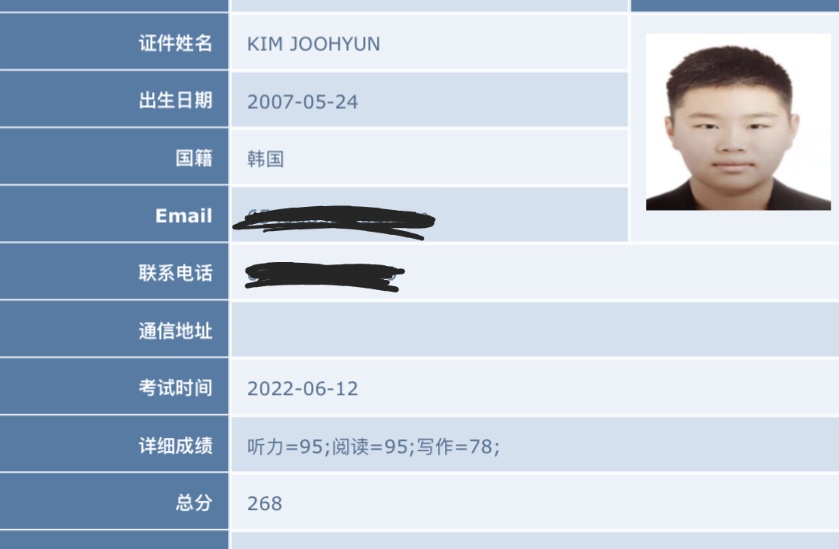 证件姓名 KIM JOOHYUN
出生日期 2007-05-24
国籍 韩国
Email
联系电话
通信地址
考试时间 2022-06-12
详细成绩 听力=95;阅读=95;写作=78;
总分 268